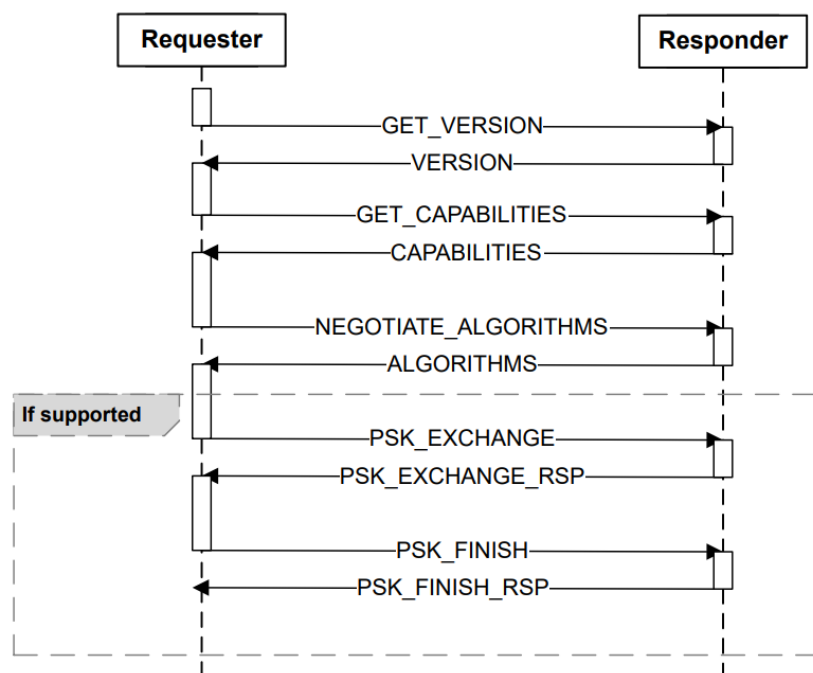 Requester
Responder
GET_VERSION
VERSION
GET_CAPABILITIES
CAPABILITIES
NEGOTIATE_ALGORITHMS
ALGORITHMS
If supported
PSK_EXCHANGE
PSK_EXCHANGE_RSP
PSK_FINISH
PSK_FINISH_RSP